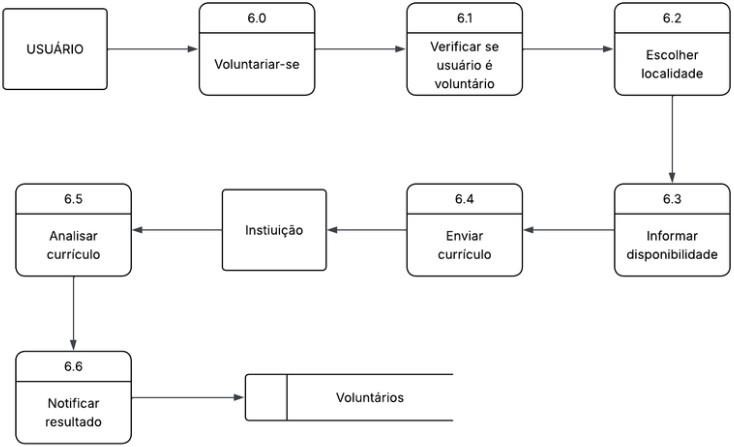 USUÁRIO
6.0
Voluntariar-se
6.1
Verificar se
usuário é
voluntário
6.2
Escolher
localidade
6.3
Informar
disponibilidade
6.4
Enviar
currículo
Instiuição
6.5
Analisar
currículo
6.6
Notificar
resultado
Voluntários